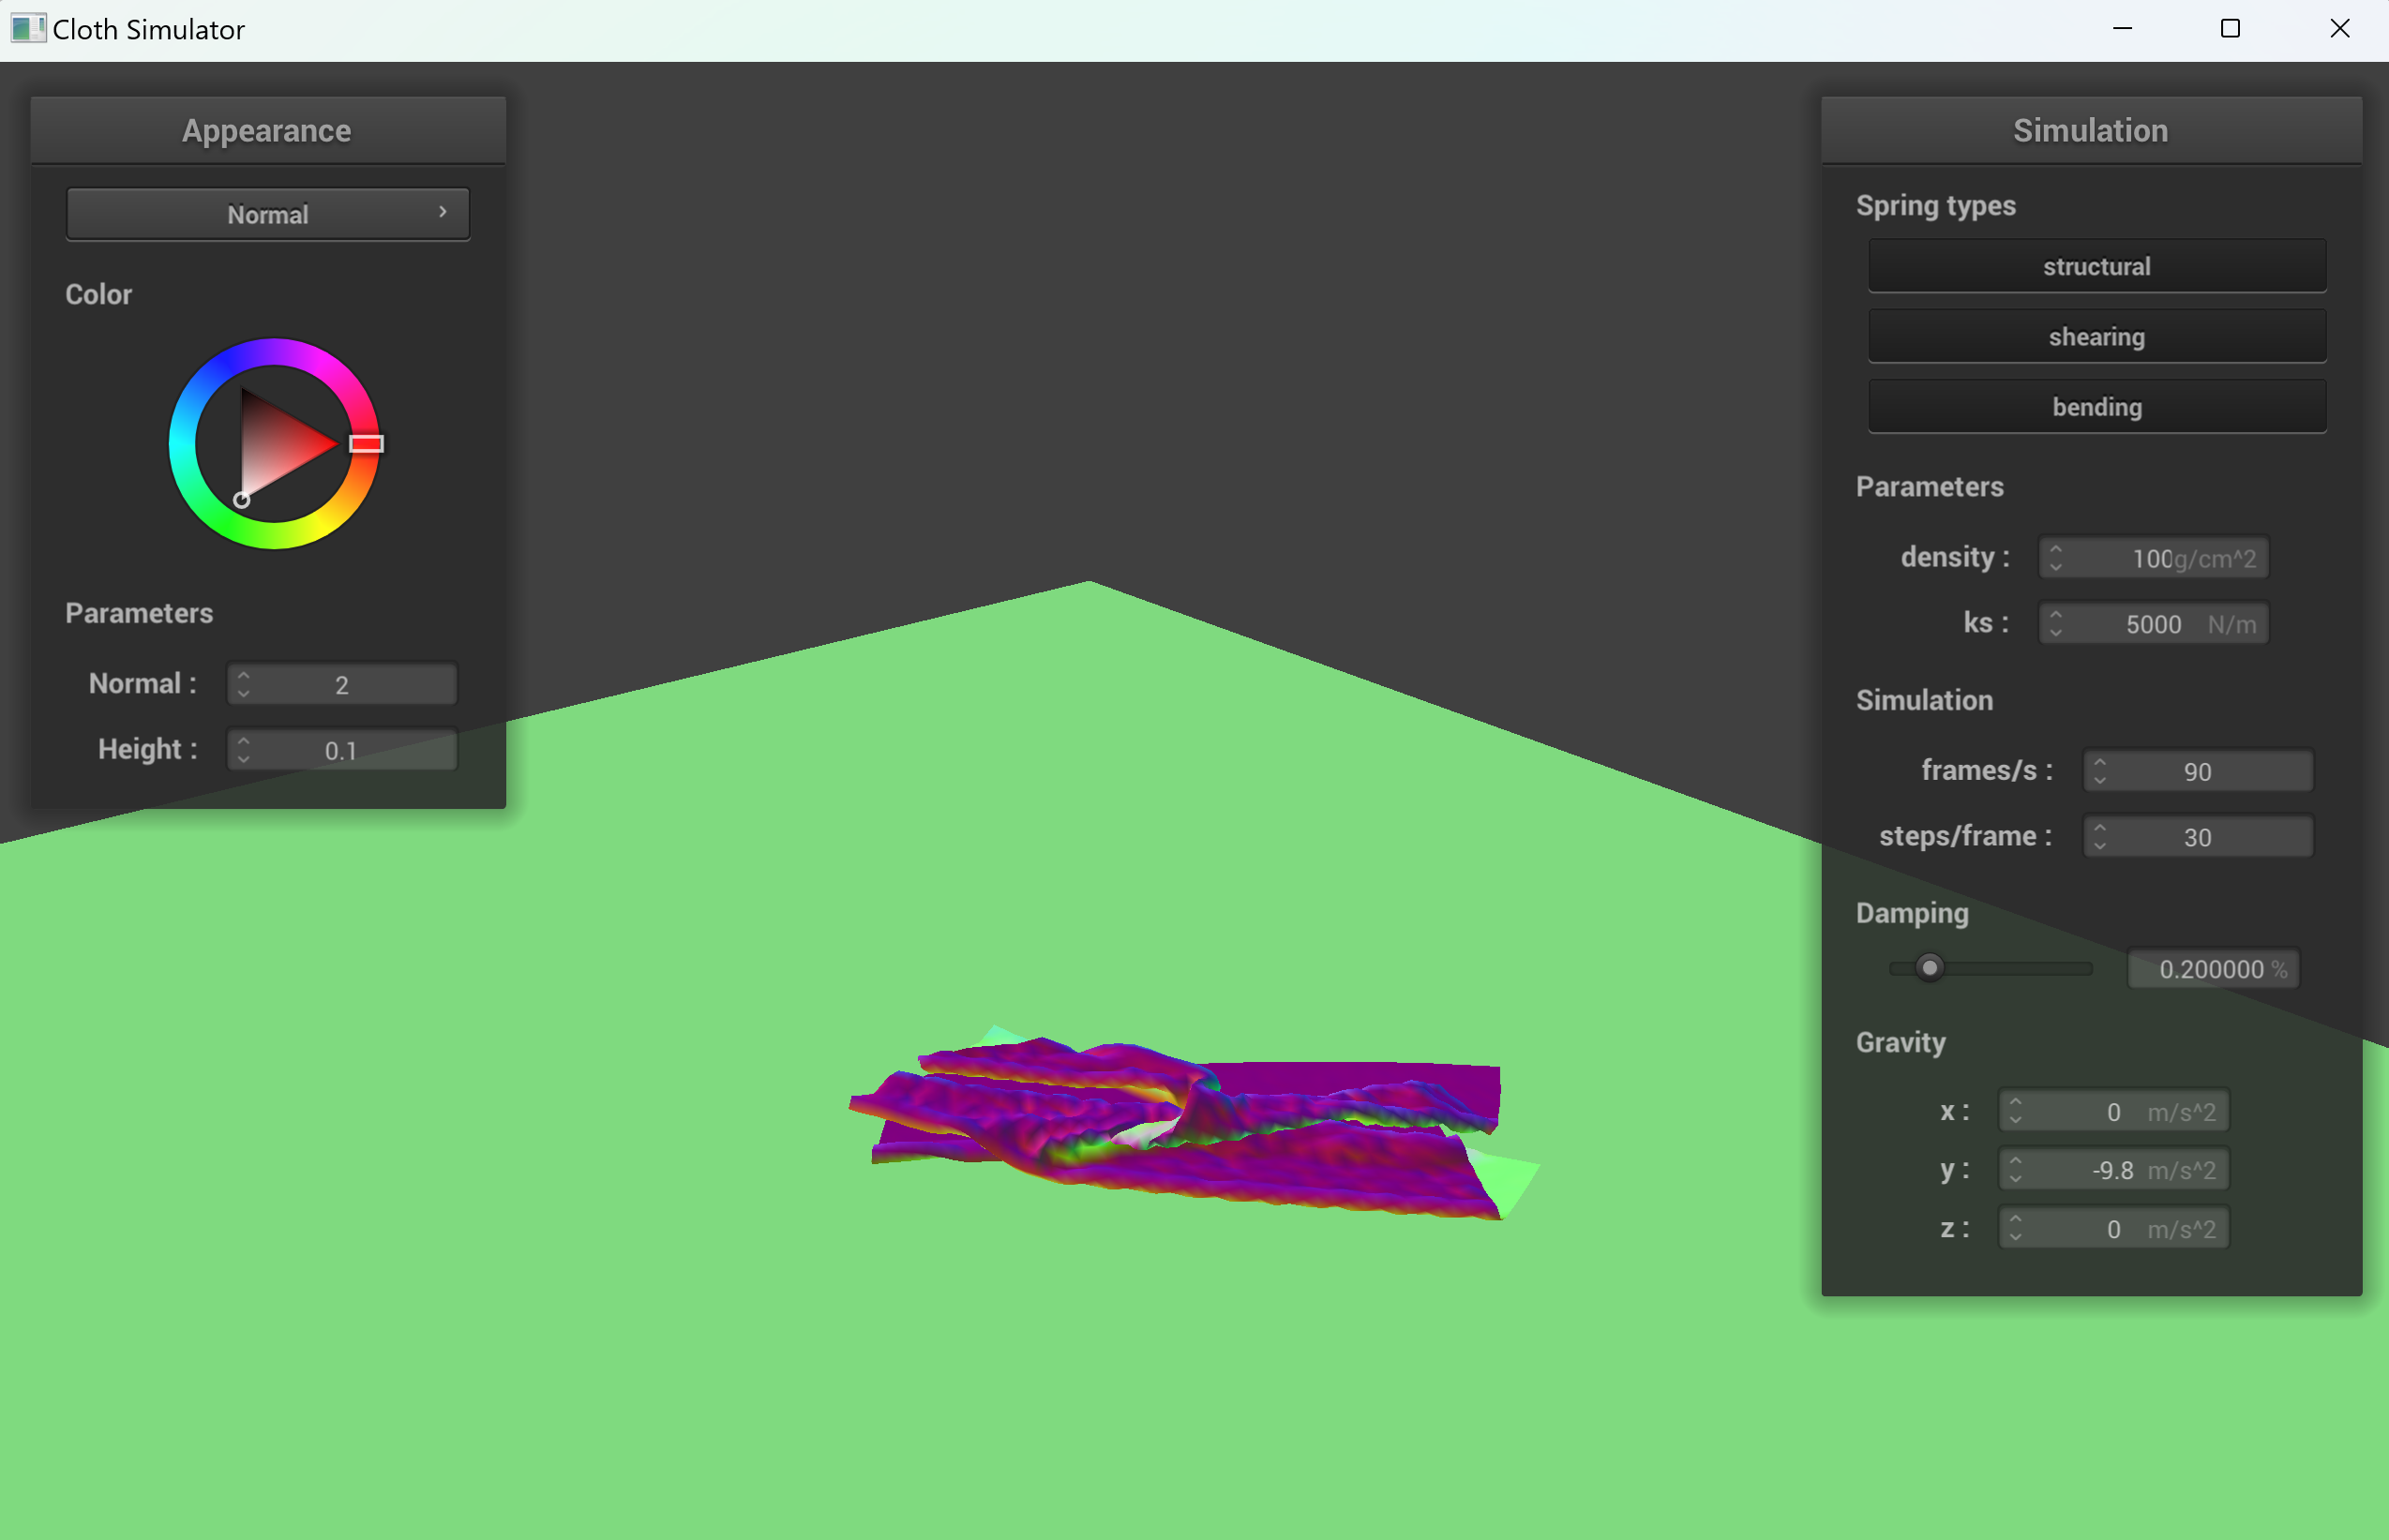 Cloth Simulator
Appearance
Normal
Color
Parameters
Normal : 2
Height : 0.1
Simulation
Spring types
structural
shearing
bending
Parameters
density : 100g/cm^2
ks : 5000 N/m
Simulation
frames/s : 90
steps/frame : 30
Damping
0.200000 %
Gravity
x : 0 m/s^2
y : -9.8 m/s^2
z : 0 m/s^2